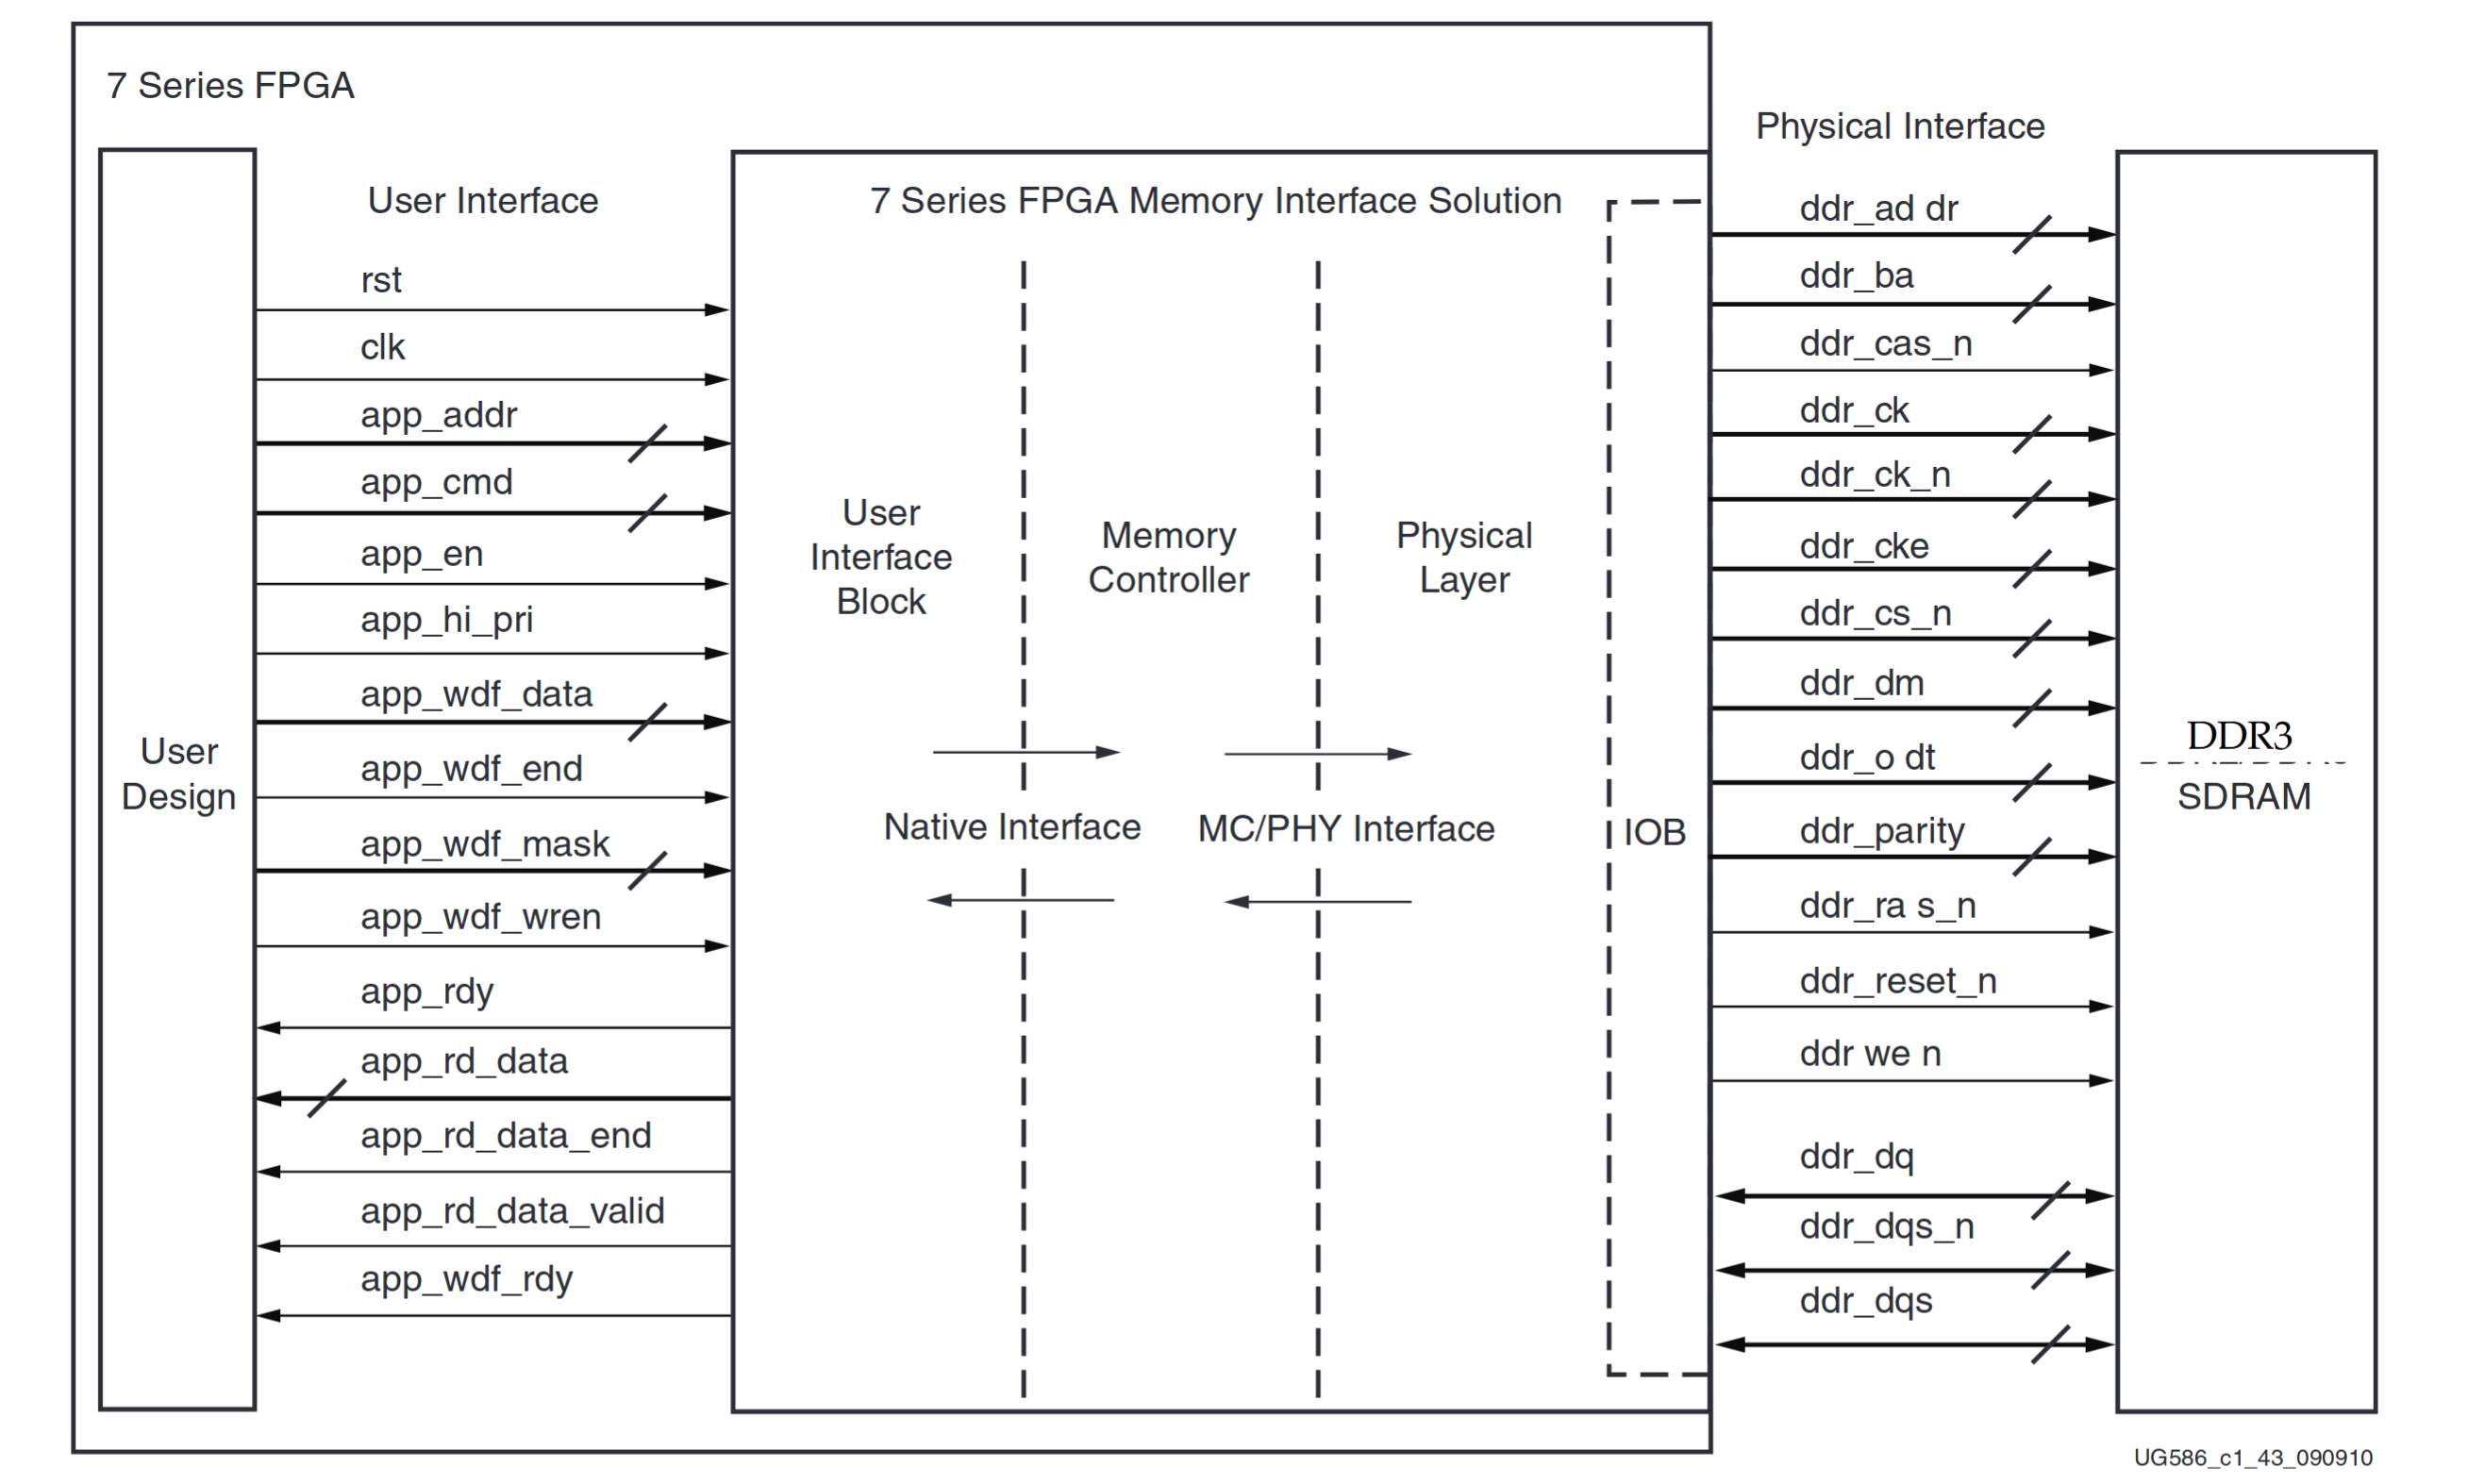 7 Series FPGA
Physical Interface
User Interface
7 Series FPGA Memory Interface Solution
rst
clk
app_addr
app_cmd
app_en
app_hi_pri
app_wdf_data
app_wdf_end
app_wdf_mask
app_wdf_wren
app_rdy
app_rd_data
app_rd_data_end
app_rd_data_valid
app_wdf_rdy
User
Design
User
Interface
Block
Memory
Controller
Physical
Layer
Native Interface
MC/PHY Interface
IOB
ddr_ad dr
ddr_ba
ddr_cas_n
ddr_ck
ddr_ck_n
ddr_cke
ddr_cs_n
ddr_dm
ddr_o dt
ddr_parity
ddr_ra s_n
ddr_reset_n
ddr we n
ddr_dq
ddr_dqs_n
ddr_dqs
DDR3
SDRAM
UG586_c1_43_090910